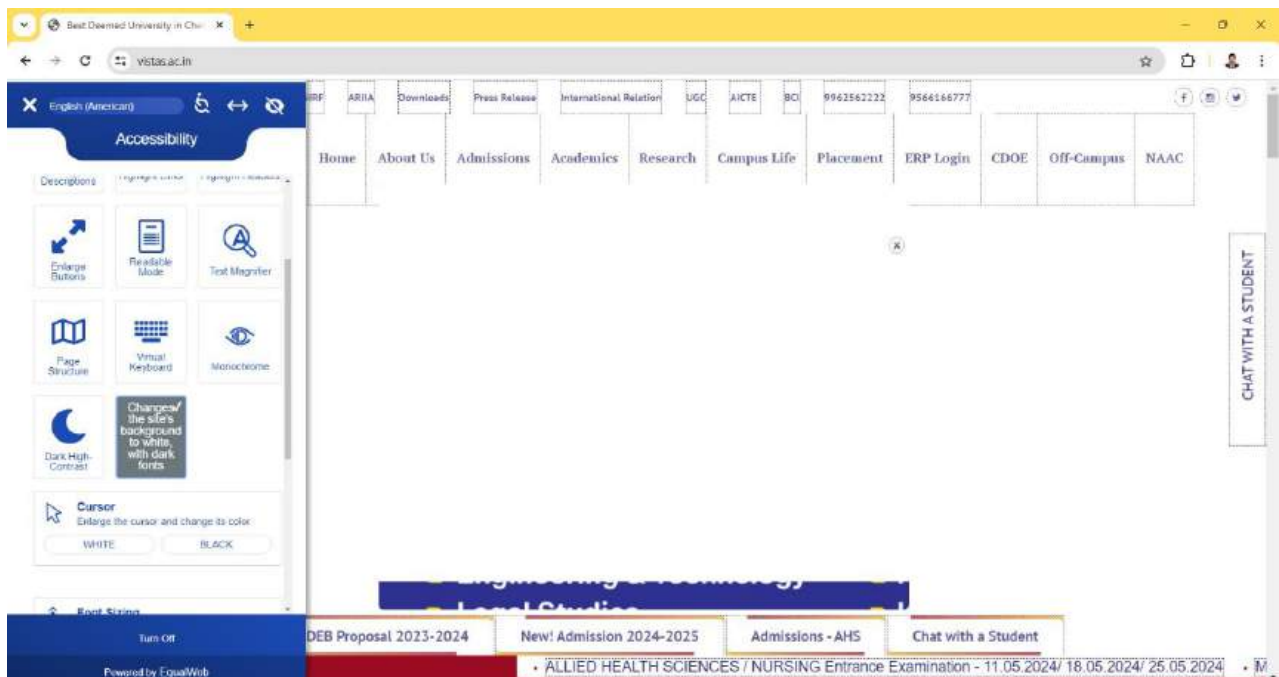 Best Deemed University in Che
vistas.ac.in
English (American)
Accessibility
Descriptions
Enlarge
Buttons
Readable
Mode
Text Magnifier
Page
Structure
Virtual
Keyboard
Monochrome
Dark High-
Contrast
Changes
the site's
background
to white,
with dark
fonts
Cursor
Enlarge the cursor and change its color
WHITE BLACK
Font Sizing
Turn Off
Powered by EqualWeb
ARIIA Downloads Press Release International Relation UGC AICTE BCI 9962562222 9566166777
Home About Us Admissions Academics Research Campus Life Placement ERP Login CDOE Off-Campus NAAC
x
CHAT WITH A STUDENT
Engineering & Technology
Legal Studies
DEB Proposal 2023-2024 New! Admission 2024-2025 Admissions - AHS Chat with a Student
• ALLIED HEALTH SCIENCES / NURSING Entrance Examination - 11.05.2024/ 18.05.2024/ 25.05.2024 • M